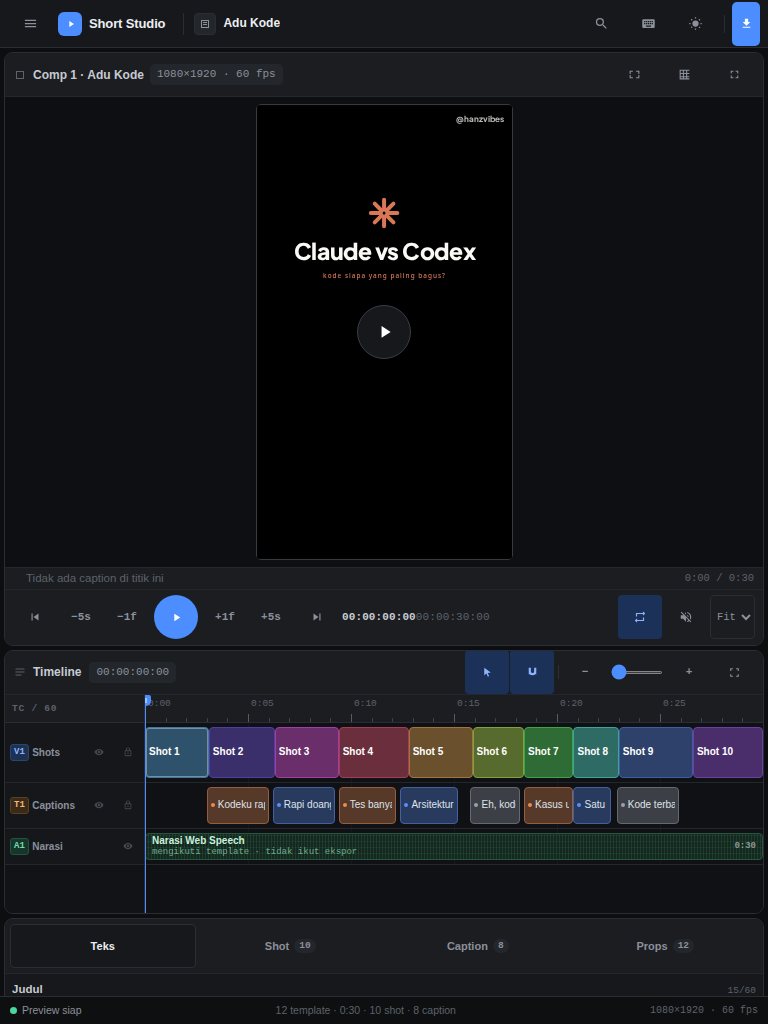 Short Studio
Adu Kode
Comp 1 · Adu Kode
1080×1920 · 60 fps
@hanzvibes
Claude vs Codex
kode siapa yang paling bagus?
Tidak ada caption di titik ini
0:00 / 0:30
−5s
−1f
+1f
+5s
00:00:00:00
00:00:30:00
Fit
Timeline
00:00:00:00
−
+
TC / 60
0:00
0:05
0:10
0:15
0:20
0:25
V1 Shots
Shot 1
Shot 2
Shot 3
Shot 4
Shot 5
Shot 6
Shot 7
Shot 8
Shot 9
Shot 10
T1 Captions
Kodeku
Rapi doang
Tes banya
Arsitektur
Eh, kod
Kasus
Satu
Kode terba
A1 Narasi
Narasi Web Speech
mengikuti template · tidak ikut ekspor
0:30
Teks
Shot 10
Caption 8
Props 12
Judul
15/60
Preview siap
12 template · 0:30 · 10 shot · 8 caption
1080×1920 · 60 fps